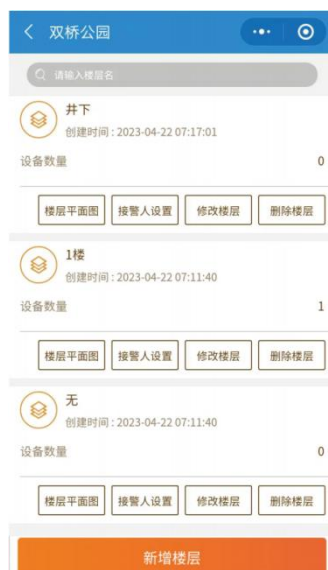 双桥公园
请输入楼层名
井下
创建时间 : 2023-04-22 07:17:01
设备数量 0
楼层平面图 接警人设置 修改楼层 删除楼层
1楼
创建时间 : 2023-04-22 07:11:40
设备数量 1
楼层平面图 接警人设置 修改楼层 删除楼层
无
创建时间 : 2023-04-22 07:11:40
设备数量 0
楼层平面图 接警人设置 修改楼层 删除楼层
新增楼层